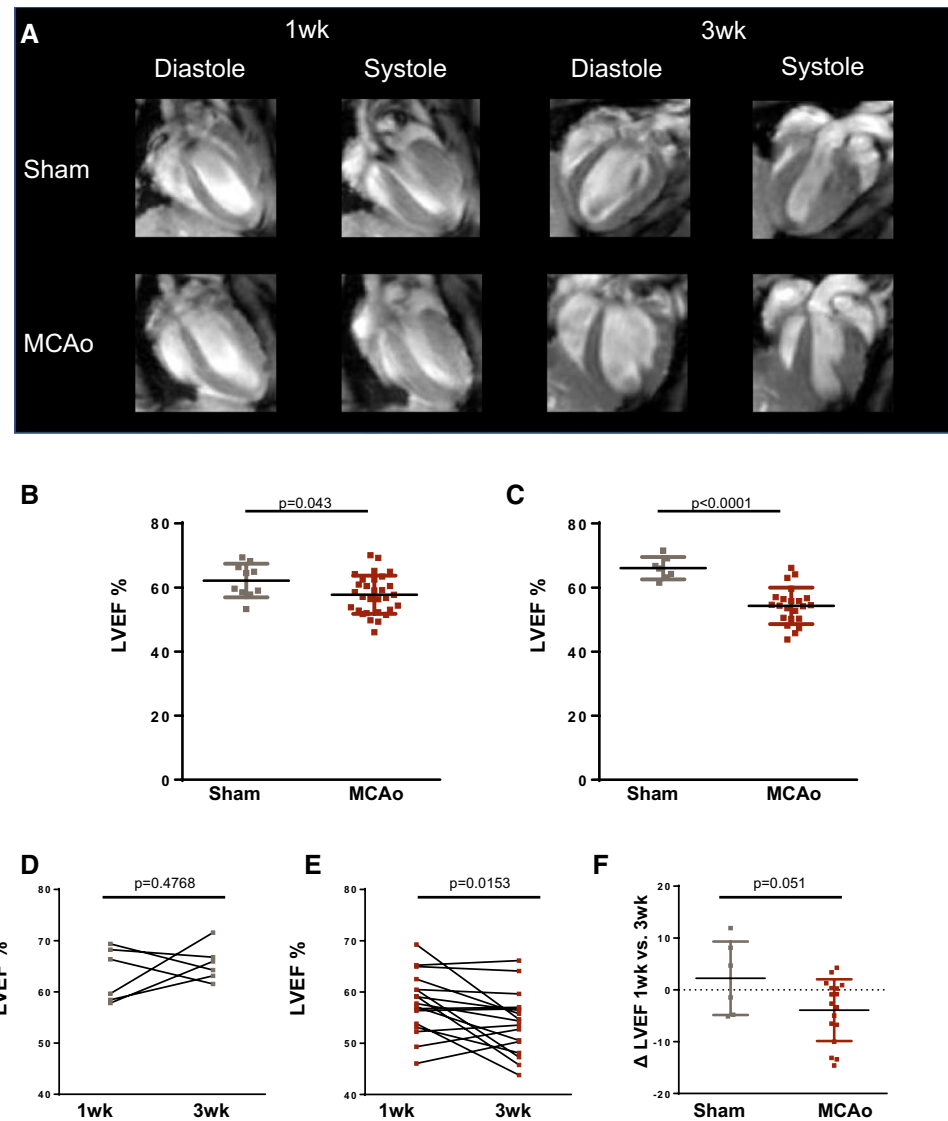 A
1wk 3wk
Diastole Systole Diastole Systole
Sham
MCAo
B
p=0.043
LVEF %
80
60
40
20
0
Sham MCAo
C
p<0.0001
LVEF %
80
60
40
20
0
Sham MCAo
D
p=0.4768
LVEF %
80
70
60
50
40
1wk 3wk
E
p=0.0153
LVEF %
80
70
60
50
40
1wk 3wk
F
p=0.051
Δ LVEF 1wk vs. 3wk
20
10
0
-10
-20
Sham MCAo